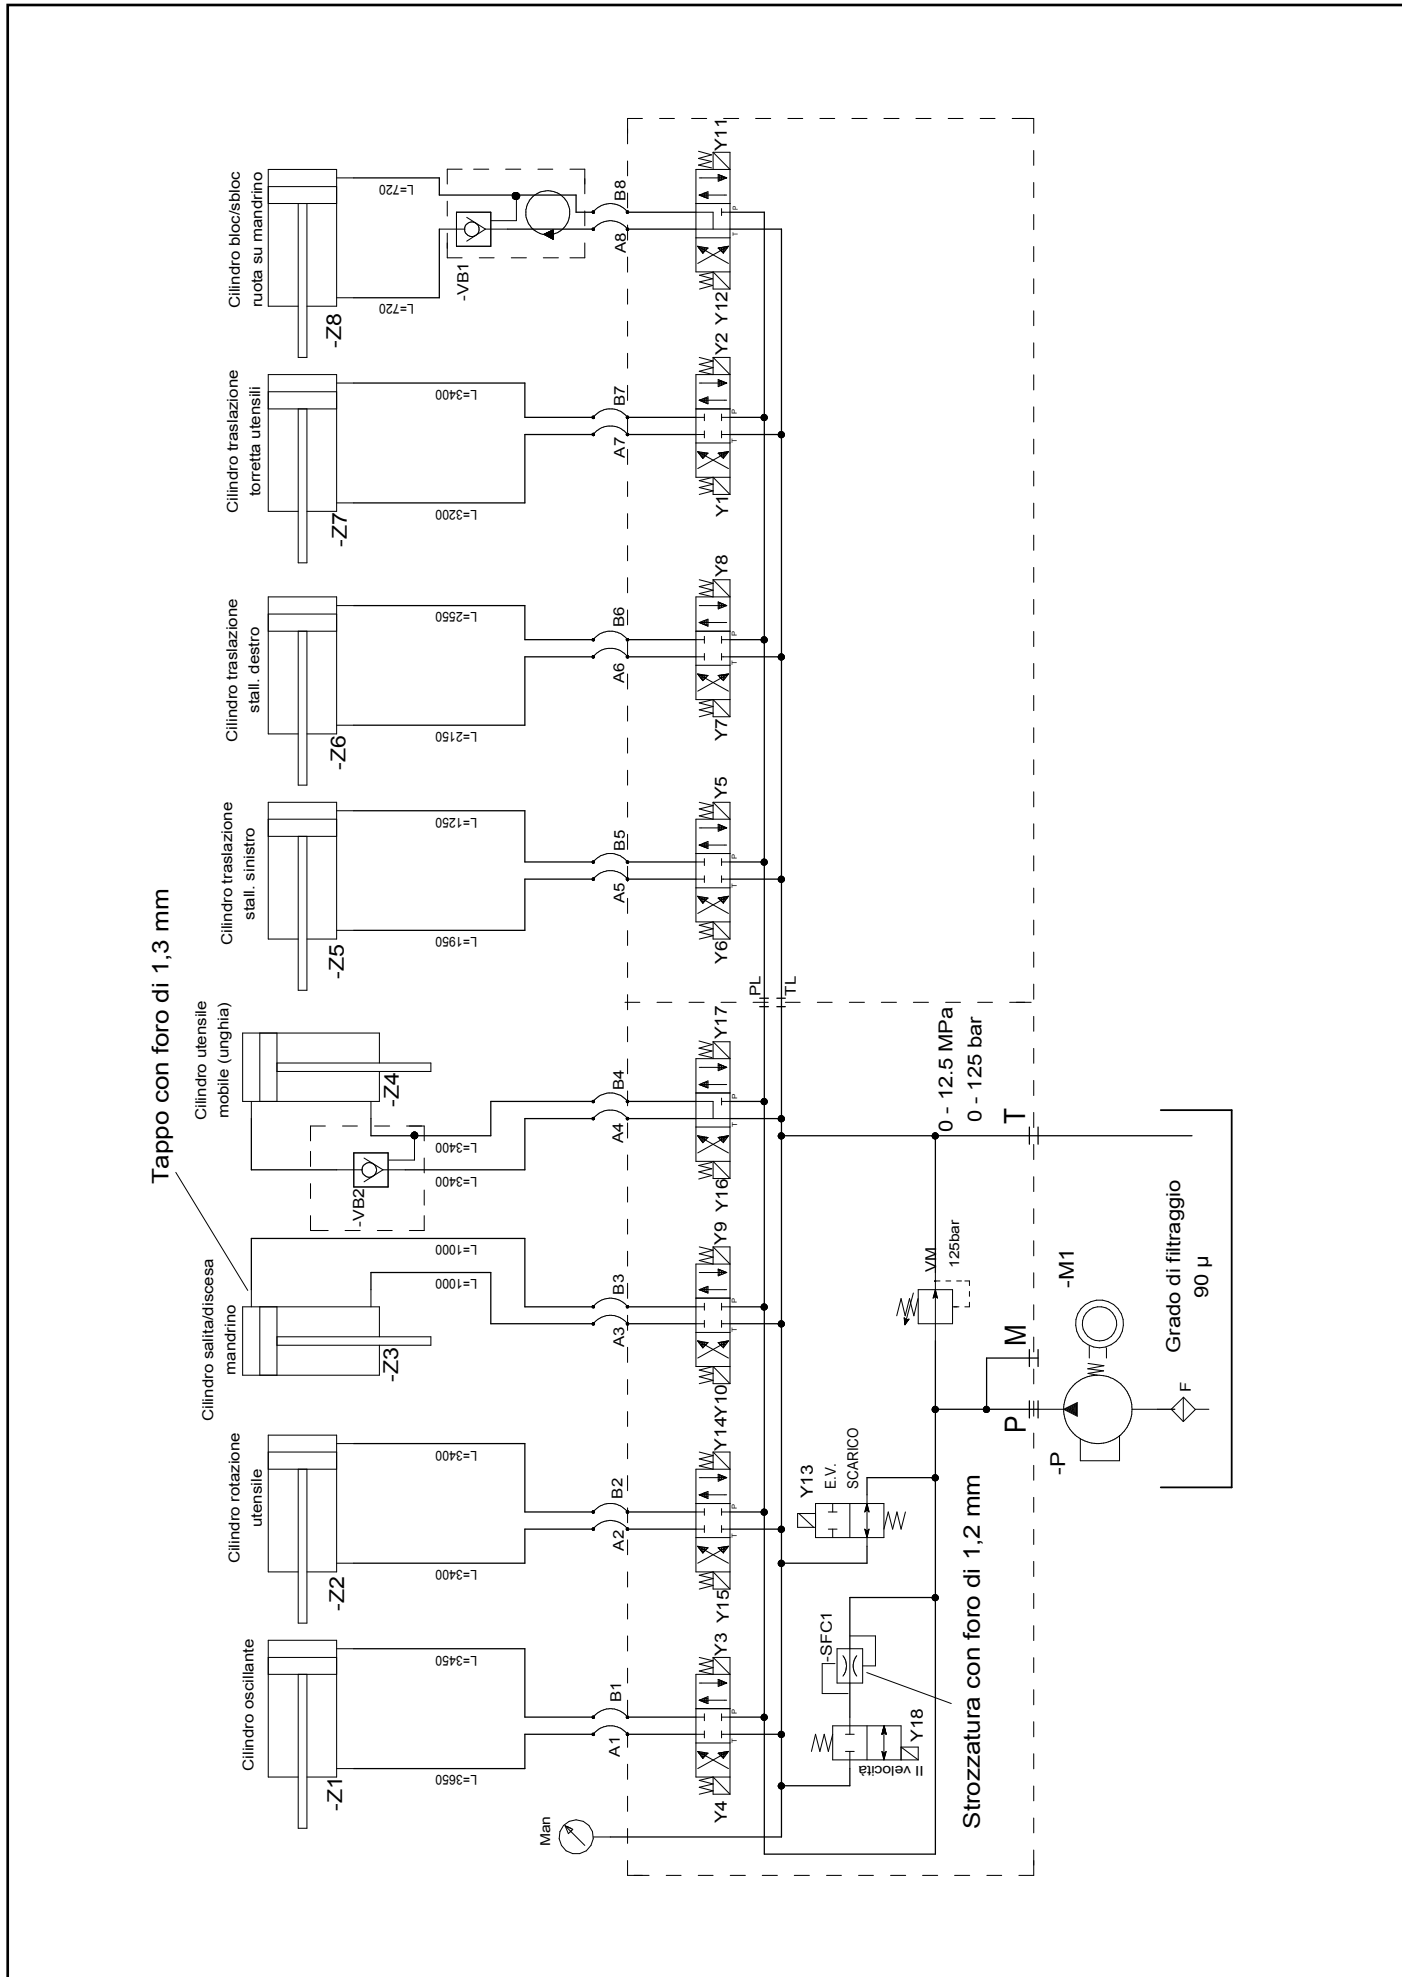 Cilindro oscillante
-Z1
L=3650
L=3450
A1
B1
Y4
Y3
Cilindro rotazione
utensile
-Z2
L=3400
L=3400
A2
B2
Y15
Y14
Cilindro salita/discesa
mandrino
-Z3
Tappo con foro di 1,3 mm
L=1000
L=1000
A3
B3
Y10
Y9
Cilindro utensile
mobile (unghia)
-Z4
-VB2
L=3400
L=3400
A4
B4
Y16
Y17
Cilindro traslazione
stall. sinistro
-Z5
L=1950
L=1250
A5
B5
Y6
Y5
Cilindro traslazione
stall. destro
-Z6
L=2150
L=2550
A6
B6
Y7
Y8
Cilindro traslazione
torretta utensili
-Z7
L=3200
L=3400
A7
B7
Y1
Y2
Cilindro bloc/sbloc
ruota su mandrino
-Z8
L=720
L=720
-VB1
A8
B8
Y12
Y11
T P
T P
T P
T P
T P
T P
T P
T P
Man
PL
TL
II velocità
Y18
-SFC1
Strozzatura con foro di 1,2 mm
Y13
E.V.
SCARICO
VM
125bar
0 - 12.5 MPa
0 - 125 bar
P
M
T
-P
-M1
F
Grado di filtraggio
90 µ